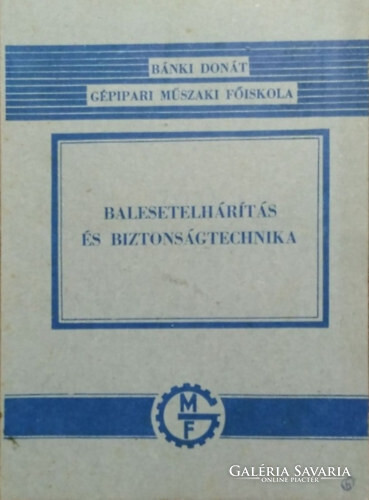 BÁNKI DONÁT
GÉPIPARI MŰSZAKI FŐISKOLA
BALESETELHÁRÍTÁS
ÉS BIZTONSÁGTECHNIKA
M
G
F
GALÉRIA SAVARIA
ONLINE PIACTÉR